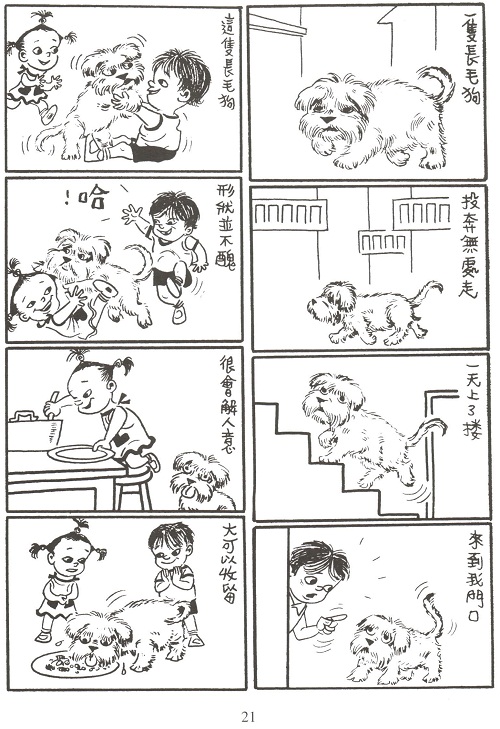 一隻長毛狗
投奔無處走
一天上了楼
來到我門口
這隻長毛狗
形狀並不醜
哈！
很會解人意
大可以收留
21